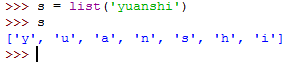 >>> s = list('yuanshi')
>>> s
['y', 'u', 'a', 'n', 's', 'h', 'i']
>>>